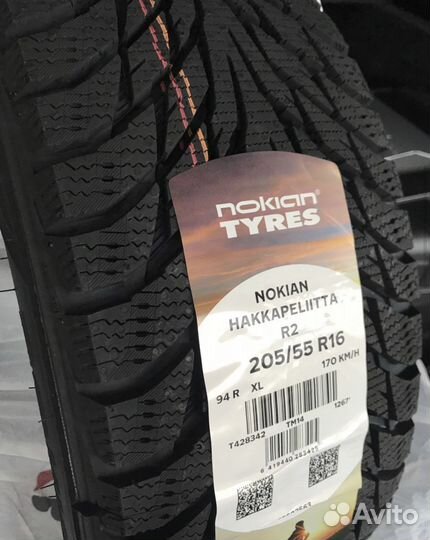 nokian®
TYRES
NOKIAN
HAKKAPELIITTA
R2
205/55 R16
94 R XL 170 KM/H
T428342 TM14 1267
Avito